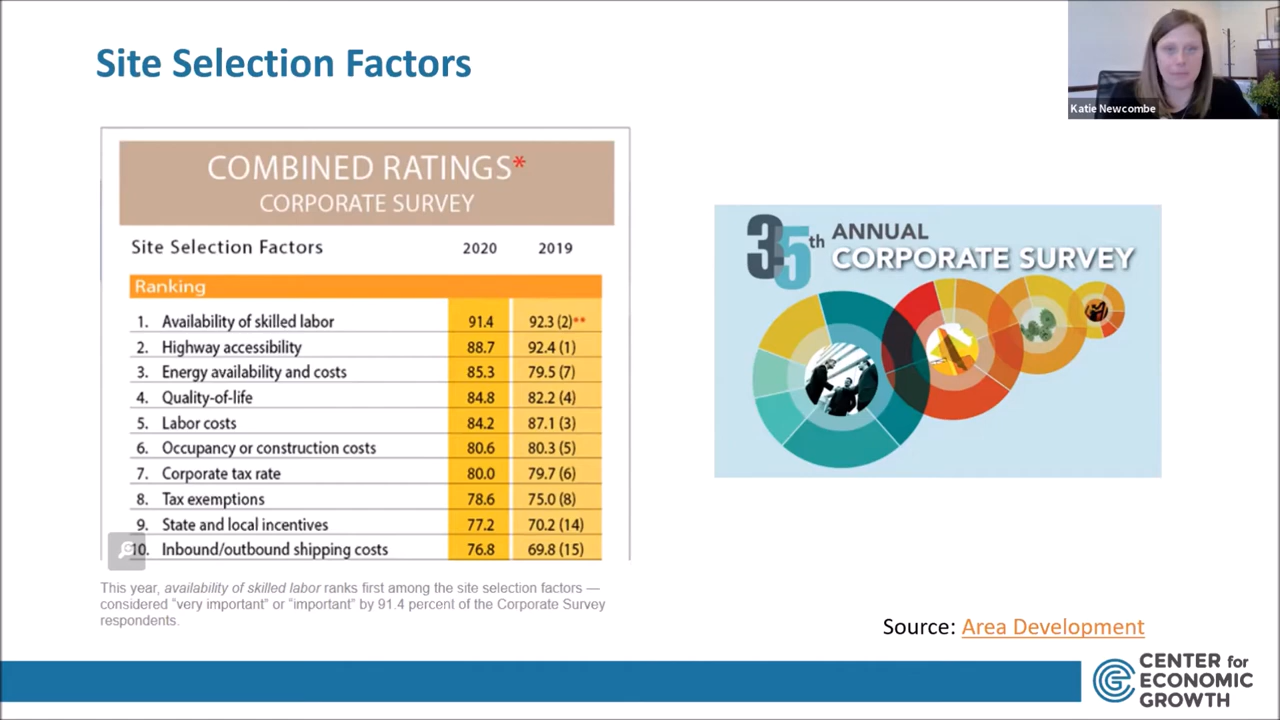 Site Selection Factors
Katie Newcombe
COMBINED RATINGS*
CORPORATE SURVEY
Site Selection Factors 2020 2019
Ranking
1. Availability of skilled labor 91.4 92.3 (2)**
2. Highway accessibility 88.7 92.4 (1)
3. Energy availability and costs 85.3 79.5 (7)
4. Quality-of-life 84.8 82.2 (4)
5. Labor costs 84.2 87.1 (3)
6. Occupancy or construction costs 80.6 80.3 (5)
7. Corporate tax rate 80.0 79.7 (6)
8. Tax exemptions 78.6 75.0 (8)
9. State and local incentives 77.2 70.2 (14)
10. Inbound/outbound shipping costs 76.8 69.8 (15)
This year, availability of skilled labor ranks first among the site selection factors —
considered “very important” or “important” by 91.4 percent of the Corporate Survey
respondents.
35th ANNUAL
CORPORATE SURVEY
Source: Area Development
CENTER for
ECONOMIC
GROWTH